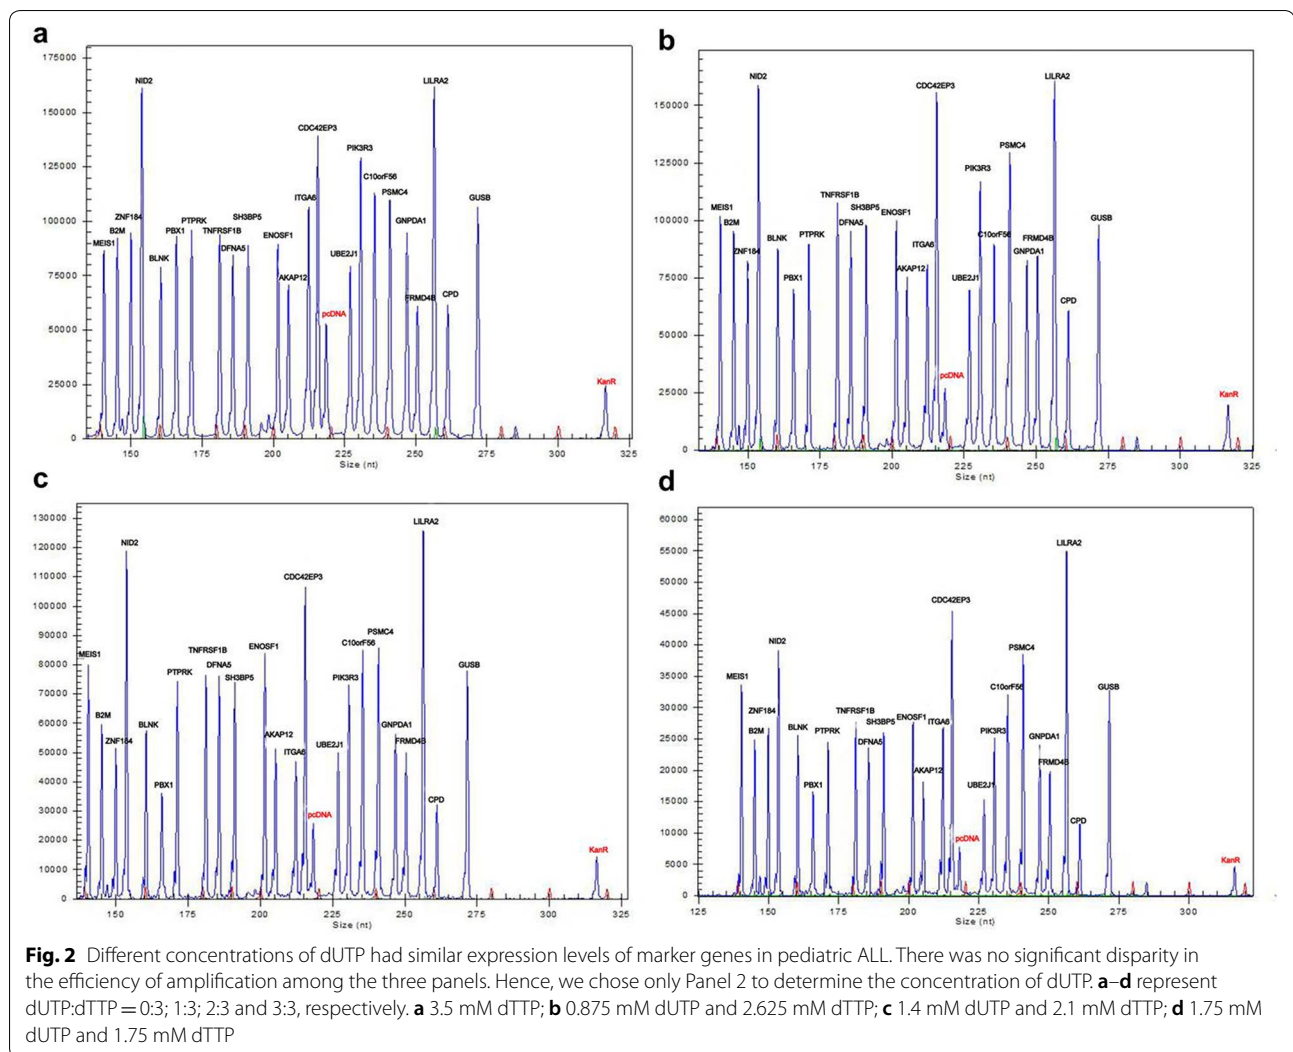 a
175000
150000
125000
100000
75000
50000
25000
0
NID2
LILRA2
CDC42EP3
PIK3R3
C10orF56
PSMC4
ITGA6
GUSB
ZNF184
B2M
MEIS1
BLNK
PBX1
PTPRK
TNFRSF1B
SH3BP5
DFNA5
ENOSF1
AKAP12
GNPDA1
UBE2J1
FRMD4B
CPD
pcDNA
KanR
150 175 200 225 250 275 300 325
Size (nt)
b
175000
150000
125000
100000
75000
50000
25000
0
NID2
CDC42EP3
LILRA2
PSMC4
PIK3R3
MEIS1
B2M
ZNF184
BLNK
PBX1
PTPRK
TNFRSF1B
SH3BP5
DFNA5
ENOSF1
AKAP12
ITGA6
UBE2J1
C10orF56
FRMD4B
GNPDA1
CPD
GUSB
pcDNA
KanR
150 175 200 225 250 275 300 325
Size (nt)
c
130000
120000
110000
100000
90000
80000
70000
60000
50000
40000
30000
20000
10000
0
LILRA2
NID2
CDC42EP3
MEIS1
B2M
ZNF184
BLNK
PBX1
PTPRK
TNFRSF1B
DFNA5
SH3BP5
ENOSF1
AKAP12
ITGA6
UBE2J1
PIK3R3
C10orF56
PSMC4
GNPDA1
FRMD4B
CPD
GUSB
pcDNA
KanR
150 175 200 225 250 275 300 325
Size (nt)
d
60000
55000
50000
45000
40000
35000
30000
25000
20000
15000
10000
5000
0
LILRA2
CDC42EP3
NID2
PSMC4
MEIS1
ZNF184
B2M
BLNK
PBX1
PTPRK
TNFRSF1B
SH3BP5
DFNA5
ENOSF1
AKAP12
ITGA6
UBE2J1
PIK3R3
C10orF56
GNPDA1
FRMD4B
CPD
GUSB
pcDNA
KanR
125 150 175 200 225 250 275 300
Size (nt)
Fig. 2 Different concentrations of dUTP had similar expression levels of marker genes in pediatric ALL. There was no significant disparity in
the efficiency of amplification among the three panels. Hence, we chose only Panel 2 to determine the concentration of dUTP. a–d represent
dUTP:dTTP = 0:3; 1:3; 2:3 and 3:3, respectively. a 3.5 mM dTTP; b 0.875 mM dUTP and 2.625 mM dTTP; c 1.4 mM dUTP and 2.1 mM dTTP; d 1.75 mM
dUTP and 1.75 mM dTTP